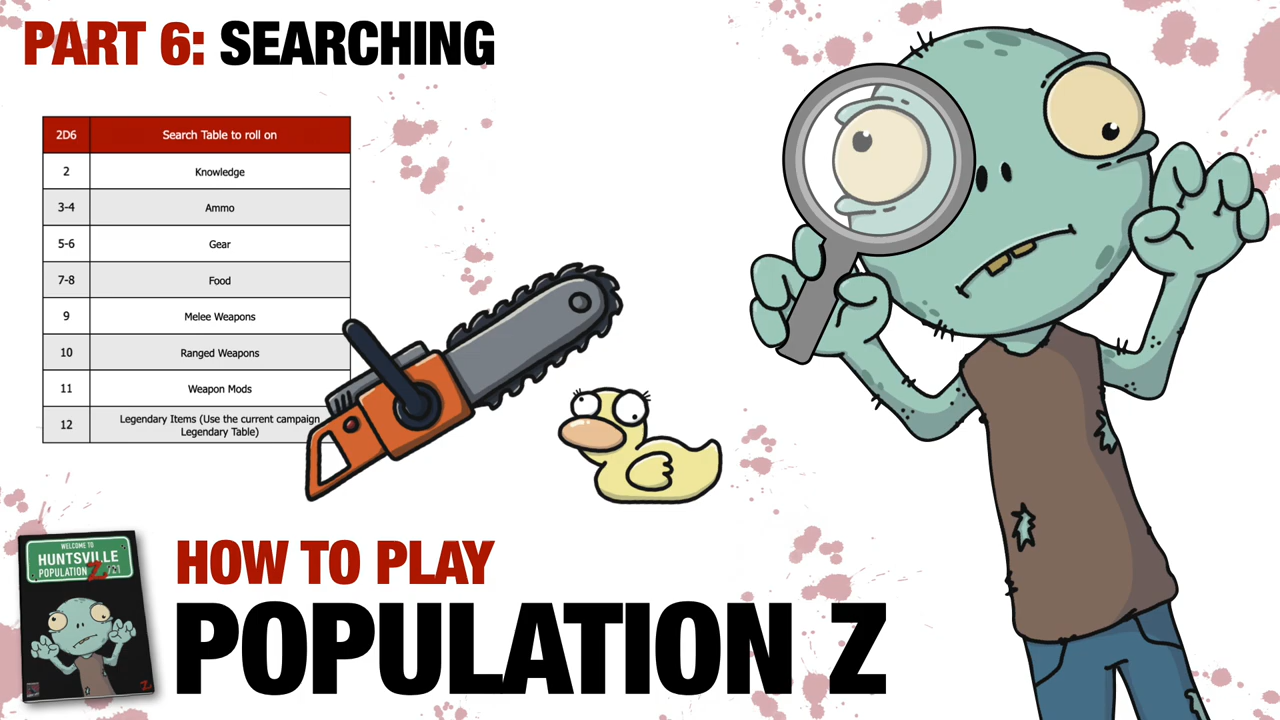 PART 6: SEARCHING
2D6 Search Table to roll on
2 Knowledge
3-4 Ammo
5-6 Gear
7-8 Food
9 Melee Weapons
10 Ranged Weapons
11 Weapon Mods
12 Legendary Items (Use the current campaign
Legendary Table)
WELCOME TO
HUNTSVILLE
POPULATION Z
HOW TO PLAY
POPULATION Z